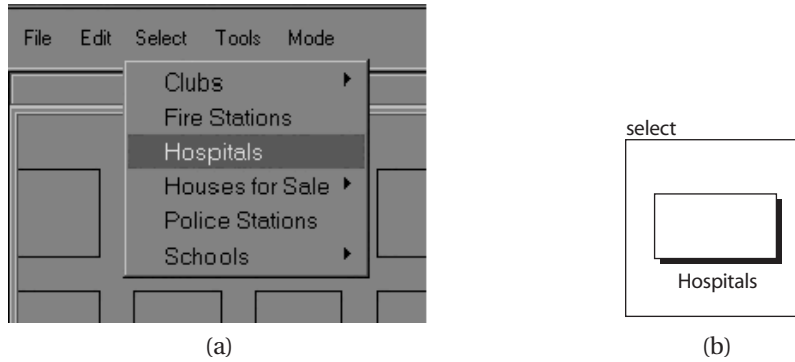 File Edit Select Tools Mode
Clubs
Fire Stations
Hospitals
Houses for Sale
Police Stations
Schools
(a)
select
Hospitals
(b)